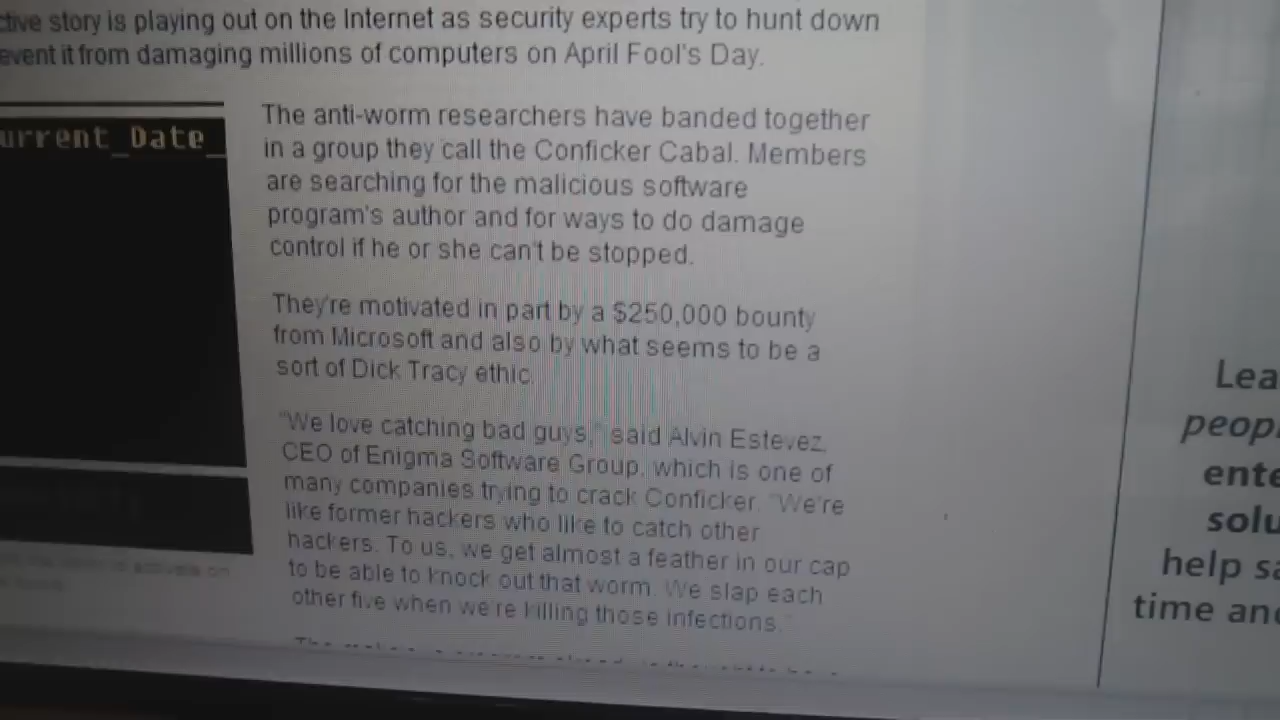 ctive story is playing out on the Internet as security experts try to hunt down
event it from damaging millions of computers on April Fool's Day.
urrent_Date_
The anti-worm researchers have banded together
in a group they call the Conficker Cabal. Members
are searching for the malicious software
program's author and for ways to do damage
control if he or she can't be stopped.
They're motivated in part by a $250,000 bounty
from Microsoft and also by what seems to be a
sort of Dick Tracy ethic.
"We love catching bad guys," said Alvin Estevez,
CEO of Enigma Software Group, which is one of
many companies trying to crack Conficker. "We're
like former hackers who like to catch other
hackers. To us, we get almost a feather in our cap
to be able to knock out that worm. We slap each
other five when we're killing those infections."
Lea
peopl
ente
solu
help sa
time and